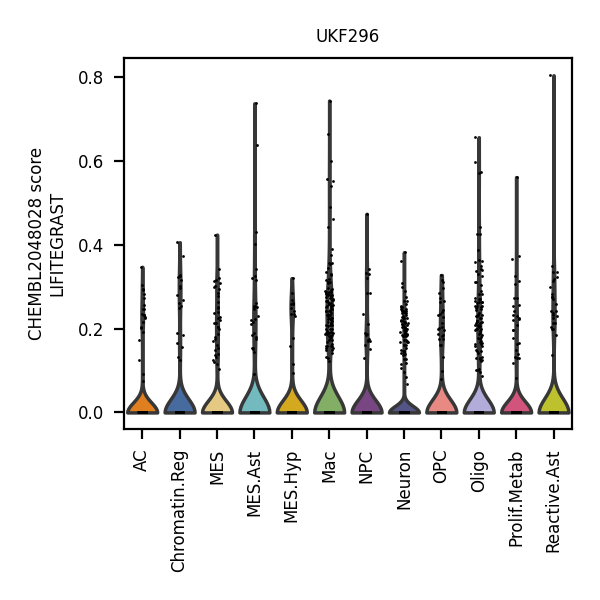 UKF296
CHEMBL2048028 score
LIFITEGRAST
0.8
0.6
0.4
0.2
0.0
AC
Chromatin.Reg
MES
MES.Ast
MES.Hyp
Mac
NPC
Neuron
OPC
Oligo
Prolif.Metab
Reactive.Ast